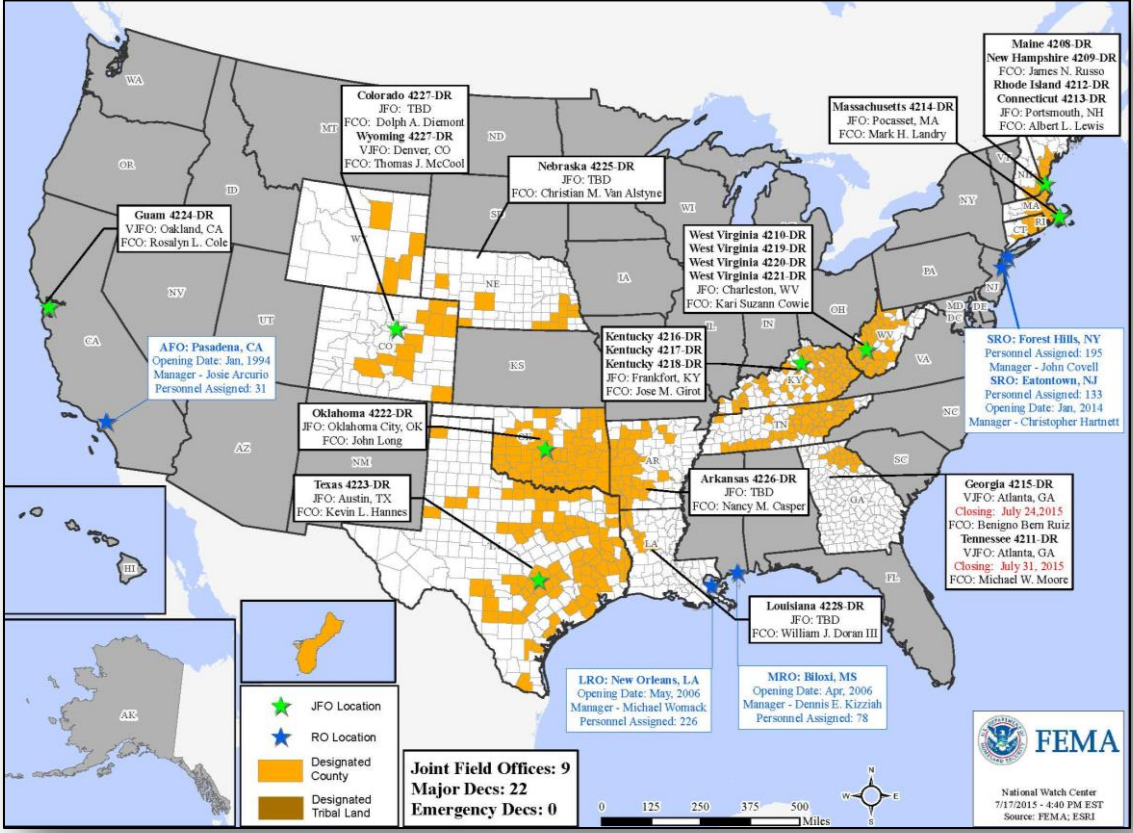 Maine 4208-DR
New Hampshire 4209-DR
FCO: James N. Russo
Rhode Island 4212-DR
Connecticut 4213-DR
JFO: Portsmouth, NH
FCO: Albert L. Lewis
Massachusetts 4214-DR
JFO: Pocasset, MA
FCO: Mark H. Landry
Colorado 4227-DR
JFO: TBD
FCO: Dolph A. Diemont
Wyoming 4227-DR
VJFO: Denver, CO
FCO: Thomas J. McCool
Nebraska 4225-DR
JFO: TBD
FCO: Christian M. Van Alstyne
Guam 4224-DR
VJFO: Oakland, CA
FCO: Rosalyn L. Cole
West Virginia 4210-DR
West Virginia 4219-DR
West Virginia 4220-DR
West Virginia 4221-DR
JFO: Charleston, WV
FCO: Kari Suzann Cowie
Kentucky 4216-DR
Kentucky 4217-DR
Kentucky 4218-DR
JFO: Frankfort, KY
FCO: Jose M. Girot
AFO: Pasadena, CA
Opening Date: Jan, 1994
Manager - Josie Arcurio
Personnel Assigned: 31
SRO: Forest Hills, NY
Personnel Assigned: 195
Manager - John Covell
SRO: Eatontown, NJ
Personnel Assigned: 133
Opening Date: Jan, 2014
Manager - Christopher Hartnett
Oklahoma 4222-DR
JFO: Oklahoma City, OK
FCO: John Long
Texas 4223-DR
JFO: Austin, TX
FCO: Kevin L. Hannes
Arkansas 4226-DR
JFO: TBD
FCO: Nancy M. Casper
Georgia 4215-DR
VJFO: Atlanta, GA
Closing: July 24,2015
FCO: Benigno Bern Ruiz
Tennessee 4211-DR
VJFO: Atlanta, GA
Closing: July 31, 2015
FCO: Michael W. Moore
Louisiana 4228-DR
JFO: TBD
FCO: William J. Doran III
LRO: New Orleans, LA
Opening Date: May, 2006
Manager - Michael Womack
Personnel Assigned: 226
MRO: Biloxi, MS
Opening Date: Apr, 2006
Manager - Dennis E. Kizziah
Personnel Assigned: 78
WA
MT
ND
OR
ID
SD
WI
NY
VT
NH
MA
CT
RI
NE
IA
PA
NJ
NV
UT
CA
CO
KS
IL
IN
OH
WV
MD
DE
DC
VA
KY
NC
TN
AZ
NM
AR
SC
GA
LA
FL
HI
AK
JFO Location
RO Location
Designated
County
Designated
Tribal Land
Joint Field Offices: 9
Major Decs: 22
Emergency Decs: 0
0 125 250 375 500
Miles
N
W E
S
FEMA
National Watch Center
7/17/2015 - 4:40 PM EST
Source: FEMA; ESRI